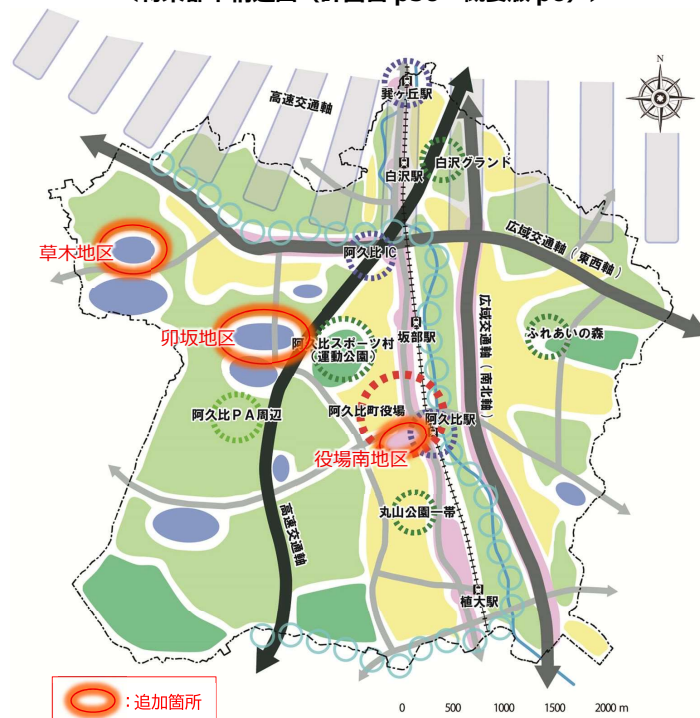 巽ヶ丘駅
高速交通軸
白沢駅
白沢グランド
草木地区
阿久比IC
広域交通軸（東西軸）
卯坂地区
阿久比スポーツ村
（運動公園）
坂部駅
広域交通軸（南北軸）
ふれあいの森
阿久比PA周辺
阿久比町役場
阿久比駅
役場南地区
丸山公園一帯
高速交通軸
植大駅
：追加箇所
0 500 1000 1500 2000 m